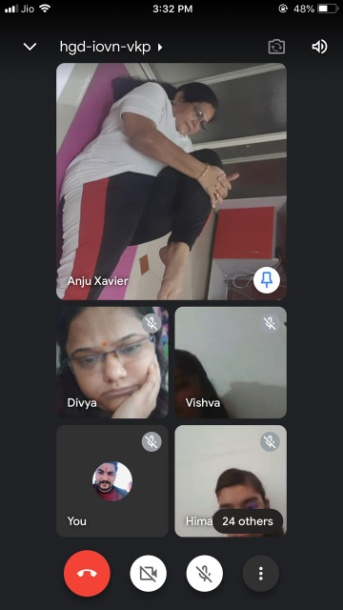 Jio 3:32 PM 48%
hgd-iovn-vkp
Anju Xavier
Divya
Vishva
You
Hima 24 others